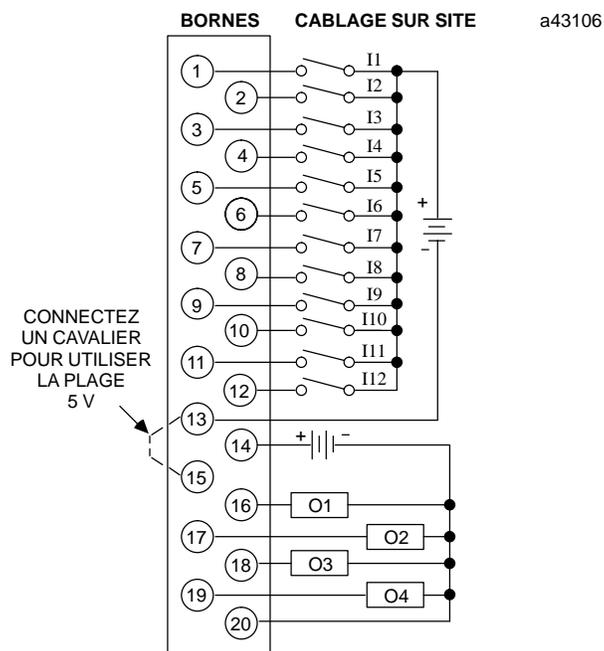 BORNES CABLAGE SUR SITE a43106
1 I1
2 I2
3 I3
4 I4
5 I5
6 I6
+
7 I7
-
8 I8
9 I9
10 I10
11 I11
12 I12
CONNECTEZ
UN CAVALIER
POUR UTILISER
LA PLAGE
5 V
13
14 + -
15
16 O1
17 O2
18 O3
19 O4
20